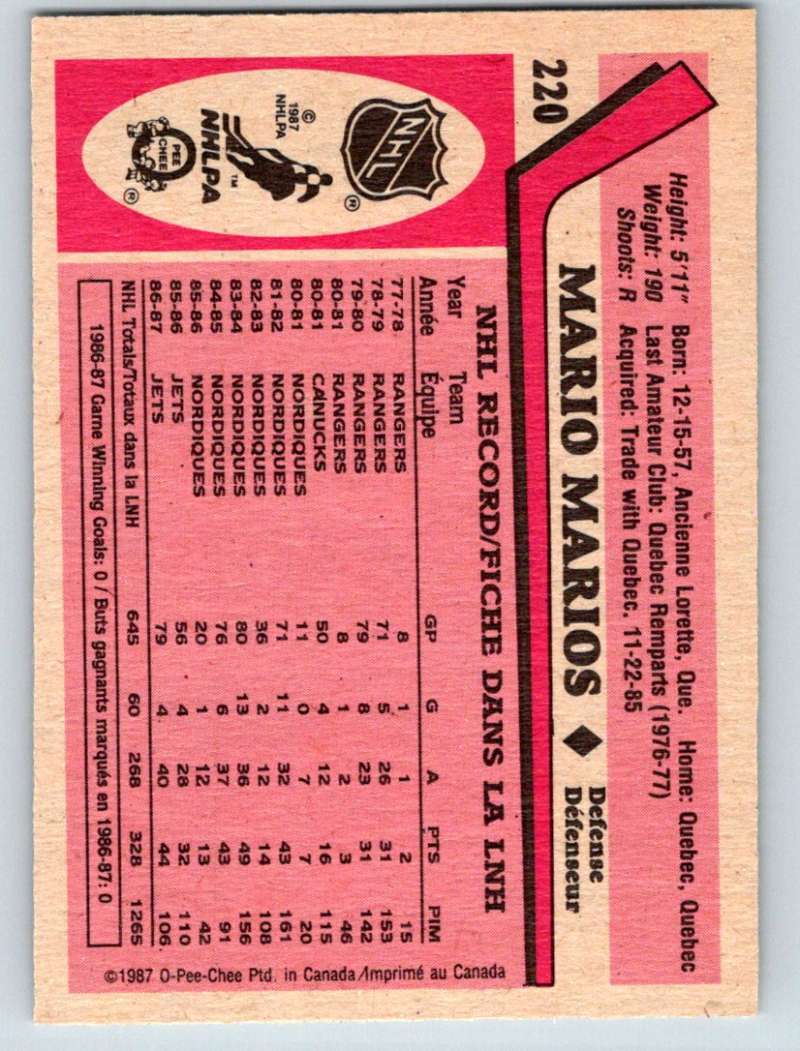 220
Height: 5'11" Born: 12-15-57, Ancienne Lorette, Que. Home: Quebec, Quebec
Weight: 190 Last Amateur Club: Quebec Remparts (1976-77)
Shoots: R Acquired: Trade with Quebec. 11-22-85
MARIO MARIOS ◆ Defense
Défenseur
NHL ®
© 1987 NHLPA
NHLPA ™
O PEE CHEE ®
NHL RECORD/FICHE DANS LA LNH
Year Team
Année Équipe GP G A PTS PIM
77-78 RANGERS 8 1 1 2 15
78-79 RANGERS 71 5 26 31 153
79-80 RANGERS 79 8 23 31 142
80-81 RANGERS 8 1 2 3 46
80-81 CANUCKS 50 4 12 16 115
80-81 NORDIQUES 11 0 7 7 20
81-82 NORDIQUES 71 11 32 43 161
82-83 NORDIQUES 36 2 12 14 108
83-84 NORDIQUES 80 13 36 49 156
84-85 NORDIQUES 76 6 37 43 91
85-86 NORDIQUES 20 1 12 13 42
85-86 JETS 56 4 28 32 110
86-87 JETS 79 4 40 44 106
NHL Totals/Totaux dans la LNH 645 60 268 328 1265
1986-87 Game Winning Goals: 0 / Buts gagnants marqués en 1986-87: 0
©1987 O-Pee-Chee Ptd. in Canada/Imprimé au Canada